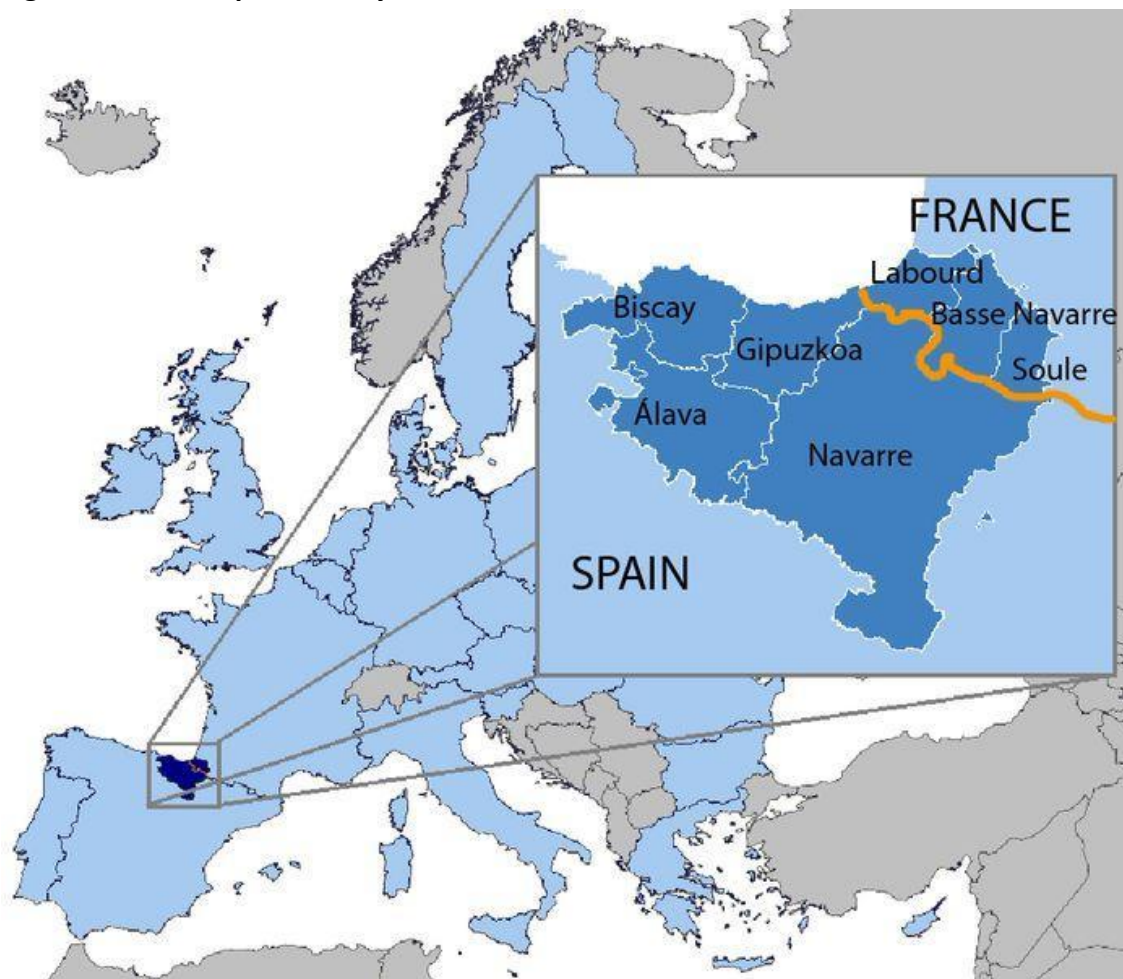 FRANCE
Labourd
Biscay
Basse Navarre
Gipuzkoa
Soule
Álava
Navarre
SPAIN